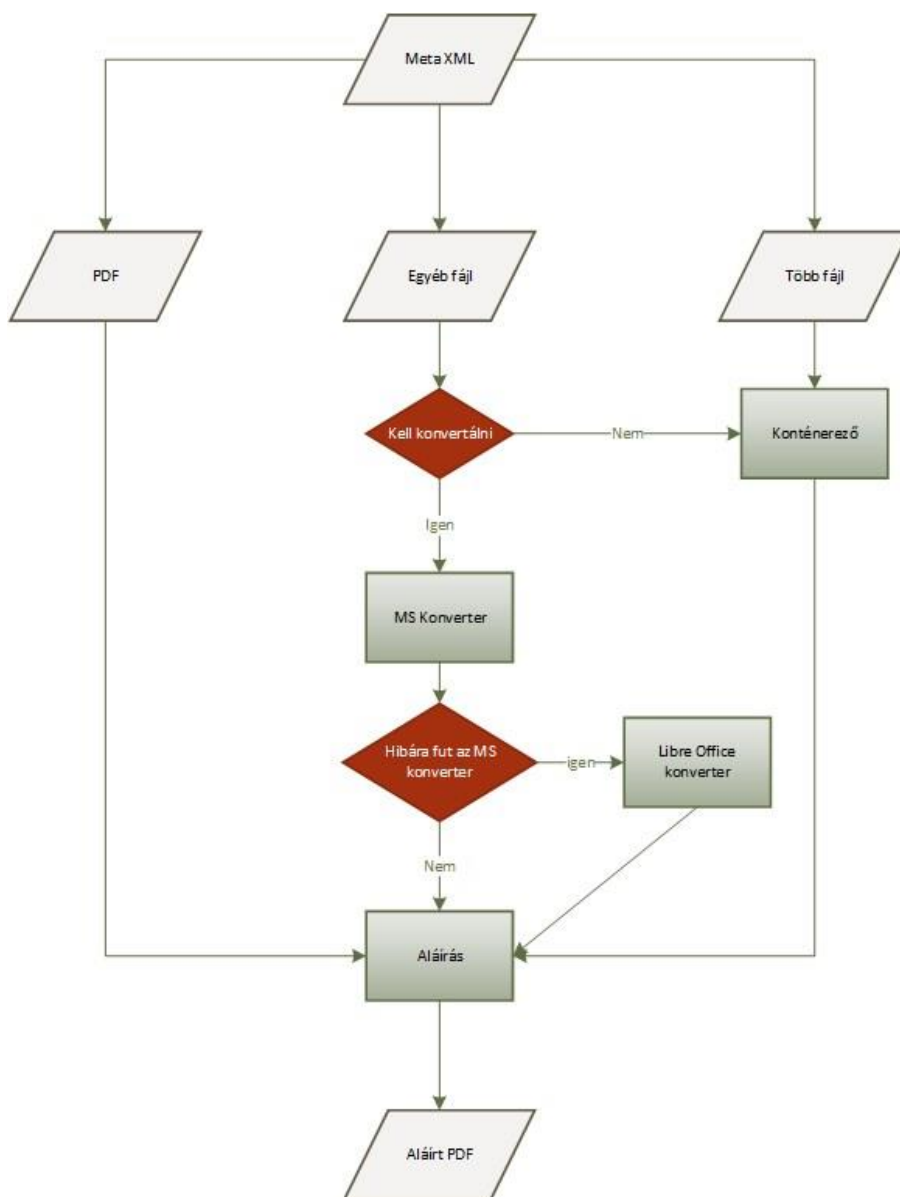 Meta XML
PDF
Egyéb fájl
Több fájl
Kell konvertálni
Nem
Konténerező
Igen
MS Konverter
Hibára fut az MS
konverter
igen
Libre Office
konverter
Nem
Aláírás
Aláírt PDF